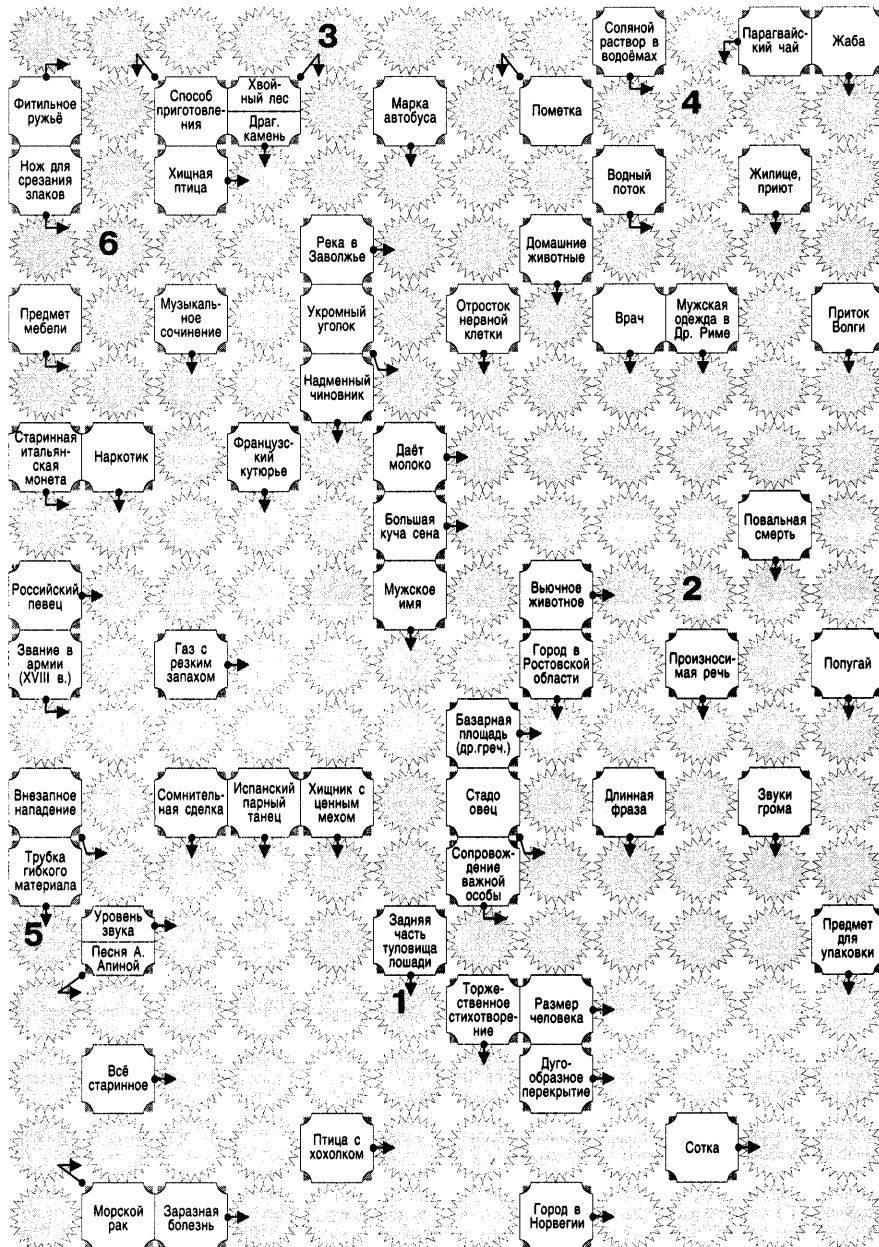 3
Соляной
раствор в
водоёмах
Парагвайс-
кий чай
Жаба
Фитильное
ружьё
Способ
приготовле-
ния
Хвой-
ный лес
Драг.
камень
Марка
автобуса
Пометка
4
Нож для
срезания
злаков
Хищная
птица
Водный
поток
Жилище,
приют
6
Река в
Заволжье
Домашние
животные
Предмет
мебели
Музыкаль-
ное
сочинение
Укромный
уголок
Отросток
нервной
клетки
Врач
Мужская
одежда в
Др. Риме
Приток
Волги
Надменный
чиновник
Старинная
итальян-
ская
монета
Наркотик
Французс-
кий
кутюрье
Даёт
молоко
Большая
куча сена
Повальная
смерть
Российский
певец
Мужское
имя
Вьючное
животное
2
Звание в
армии
(XVIII в.)
Газ с
резким
запахом
Город в
Ростовской
области
Произноси-
мая речь
Попугай
Базарная
площадь
(др.греч.)
Внезапное
нападение
Сомнитель-
ная сделка
Испанский
парный
танец
Хищник с
ценным
мехом
Стадо
овец
Длинная
фраза
Звуки
грома
Трубка
гибкого
материала
Сопровож-
дение
важной
особы
5
Уровень
звука
Песня А.
Апиной
Задняя
часть
туловища
лошади
Предмет
для
упаковки
1
Торже-
ственное
стихотворе-
ние
Размер
человека
Всё
старинное
Дуго-
образное
перекрытие
Птица с
хохолком
Сотка
Морской
рак
Заразная
болезнь
Город в
Норвегии